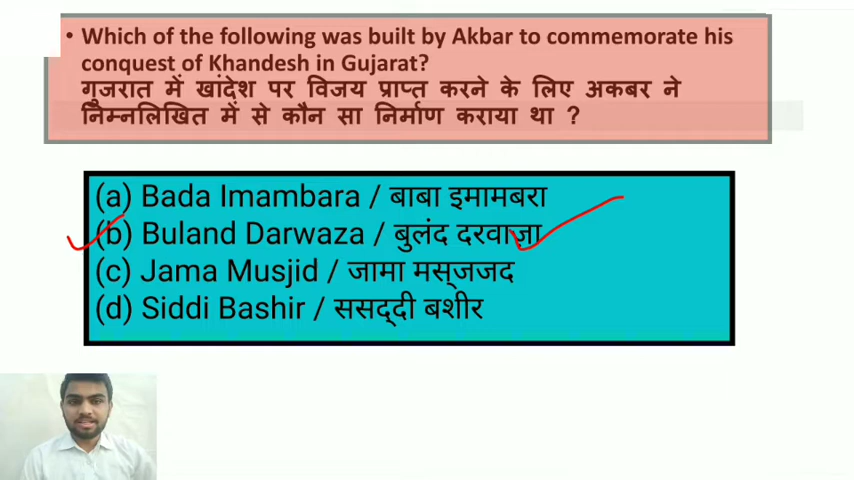 • Which of the following was built by Akbar to commemorate his
conquest of Khandesh in Gujarat?
गुजरात में खांदेश पर विजय प्राप्त करने के लिए अकबर ने
निम्नलिखित में से कौन सा निर्माण कराया था ?
(a) Bada Imambara / बाबा इमामबरा
(b) Buland Darwaza / बुलंद दरवाज़ा
(c) Jama Musjid / जामा मस्जजद
(d) Siddi Bashir / ससद्दी बशीर